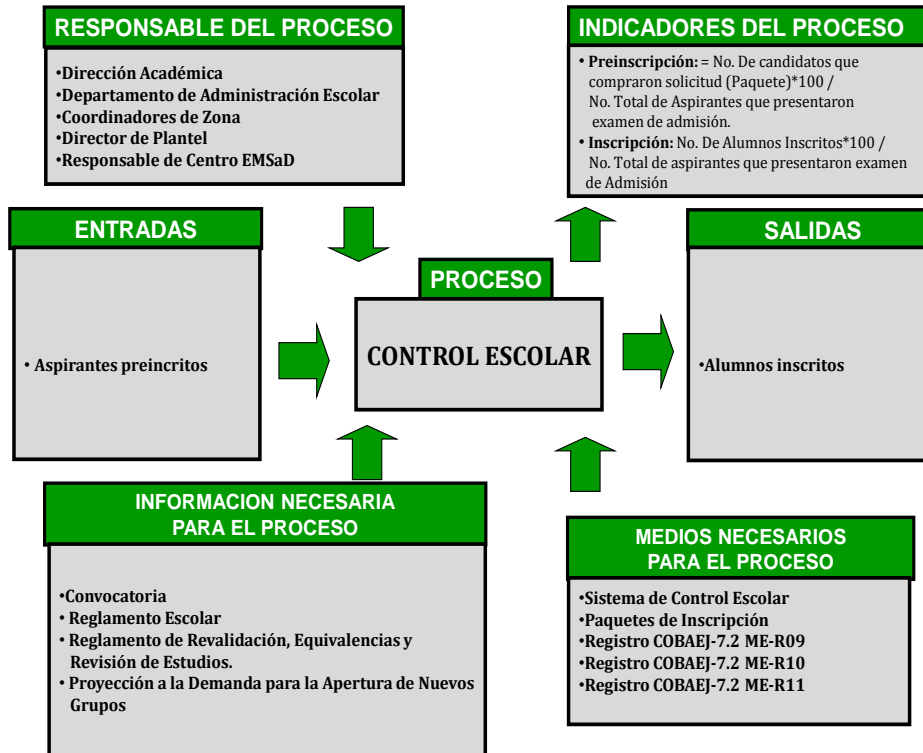 RESPONSABLE DEL PROCESO
•Dirección Académica
•Departamento de Administración Escolar
•Coordinadores de Zona
•Director de Plantel
•Responsable de Centro EMSaD
INDICADORES DEL PROCESO
• Preinscripción: = No. De candidatos que
compraron solicitud (Paquete)*100 /
No. Total de Aspirantes que presentaron
examen de admisión.
• Inscripción: No. De Alumnos Inscritos*100 /
No. Total de aspirantes que presentaron examen
de Admisión
ENTRADAS
• Aspirantes preincritos
PROCESO
CONTROL ESCOLAR
SALIDAS
•Alumnos inscritos
INFORMACION NECESARIA
PARA EL PROCESO
•Convocatoria
• Reglamento Escolar
• Reglamento de Revalidación, Equivalencias y
Revisión de Estudios.
• Proyección a la Demanda para la Apertura de Nuevos
Grupos
MEDIOS NECESARIOS
PARA EL PROCESO
•Sistema de Control Escolar
•Paquetes de Inscripción
•Registro COBAEJ-7.2 ME-R09
•Registro COBAEJ-7.2 ME-R10
•Registro COBAEJ-7.2 ME-R11